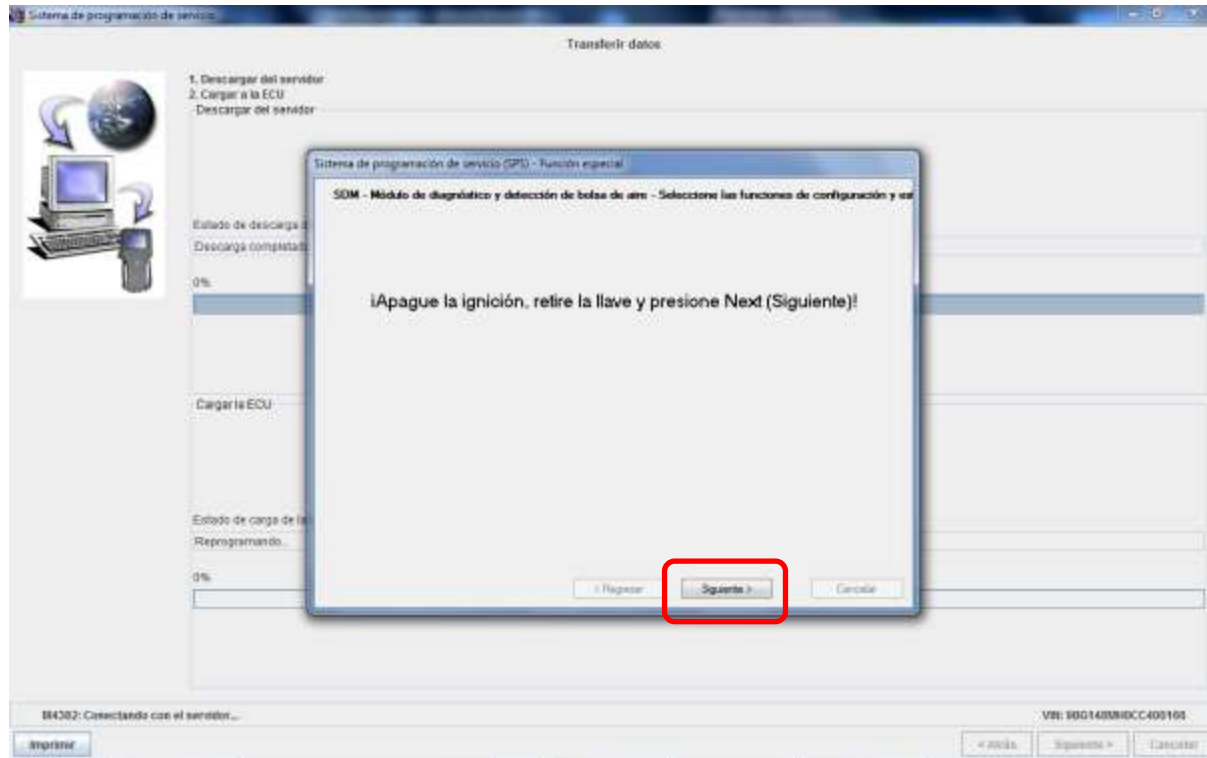 Sistema de programación de servicio
Transferir datos
1. Descargar del servidor
2. Cargar a la ECU
Descargar del servidor
Sistema de programación de servicio (SPS) - Función especial
SDM - Módulo de diagnóstico y detección de bolsa de aire - Seleccione las funciones de configuración y
Estado de descarga
Descarga completada
0%
¡Apague la ignición, retire la llave y presione Next (Siguiente)!
Cargar la ECU
Estado de carga de
Reprogramando...
0%
< Regresar
Siguiente >
Cancelar
Conectando con el servidor...
VIN:
Imprimir
< Atrás
Siguiente >
Cancelar